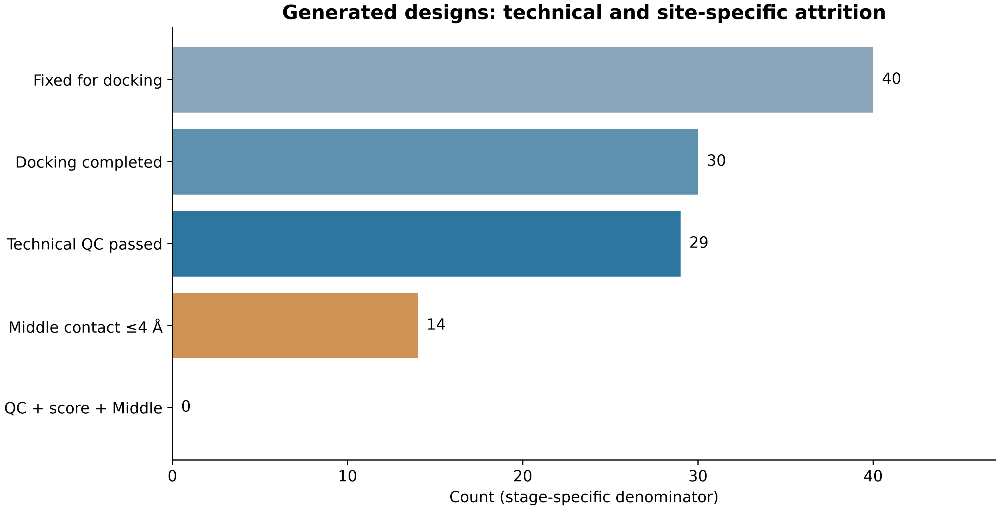 Generated designs: technical and site-specific attrition
Fixed for docking
40
Docking completed
30
Technical QC passed
29
Middle contact ≤4 Å
14
QC + score + Middle
0
0 10 20 30 40
Count (stage-specific denominator)